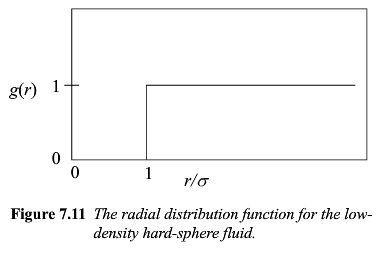 g(r)
1
0
0
1
r/σ
Figure 7.11 The radial distribution function for the low-
density hard-sphere fluid.